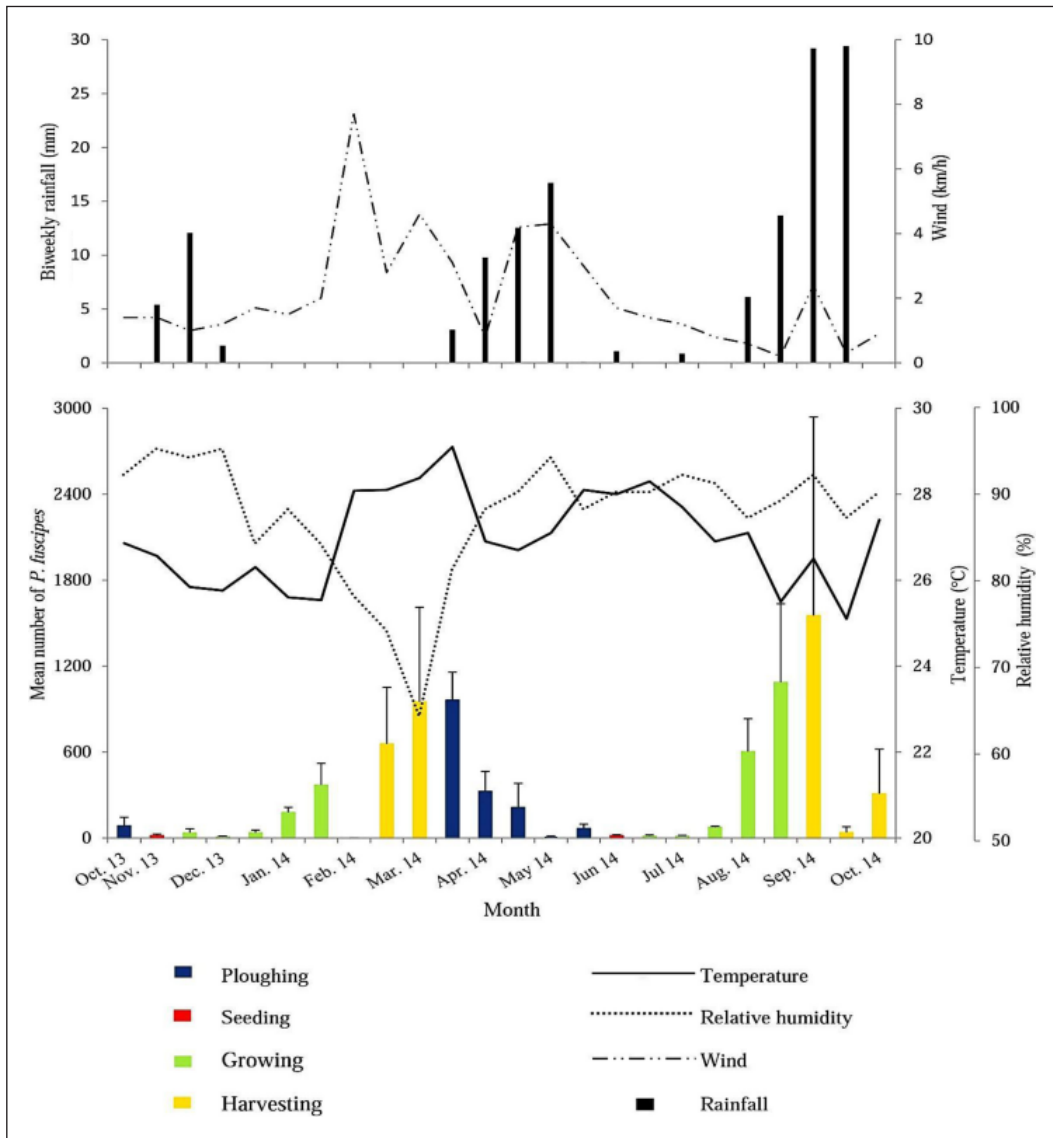 30
25
20
15
10
5
0
Biweekly rainfall (mm)
10
8
6
4
2
0
Wind (km/h)
3000
2400
1800
1200
600
0
Mean number of P. fuscipes
30
28
26
24
22
20
Temperature (°C)
100
90
80
70
60
50
Relative humidity (%)
Oct. 13
Nov. 13
Dec. 13
Jan. 14
Feb. 14
Mar. 14
Apr. 14
May 14
Jun 14
Jul 14
Aug. 14
Sep. 14
Oct. 14
Month
Ploughing
Seeding
Growing
Harvesting
Temperature
Relative humidity
Wind
Rainfall